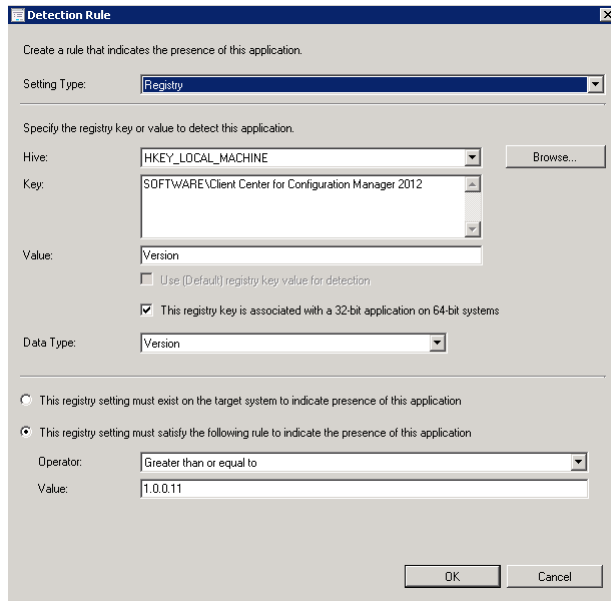 Detection Rule
Create a rule that indicates the presence of this application.
Setting Type: Registry
Specify the registry key or value to detect this application.
Hive: HKEY_LOCAL_MACHINE Browse...
Key: SOFTWARE\Client Center for Configuration Manager 2012
Value: Version
Use (Default) registry key value for detection
This registry key is associated with a 32-bit application on 64-bit systems
Data Type: Version
This registry setting must exist on the target system to indicate presence of this application
This registry setting must satisfy the following rule to indicate the presence of this application
Operator: Greater than or equal to
Value: 1.0.0.11
OK Cancel